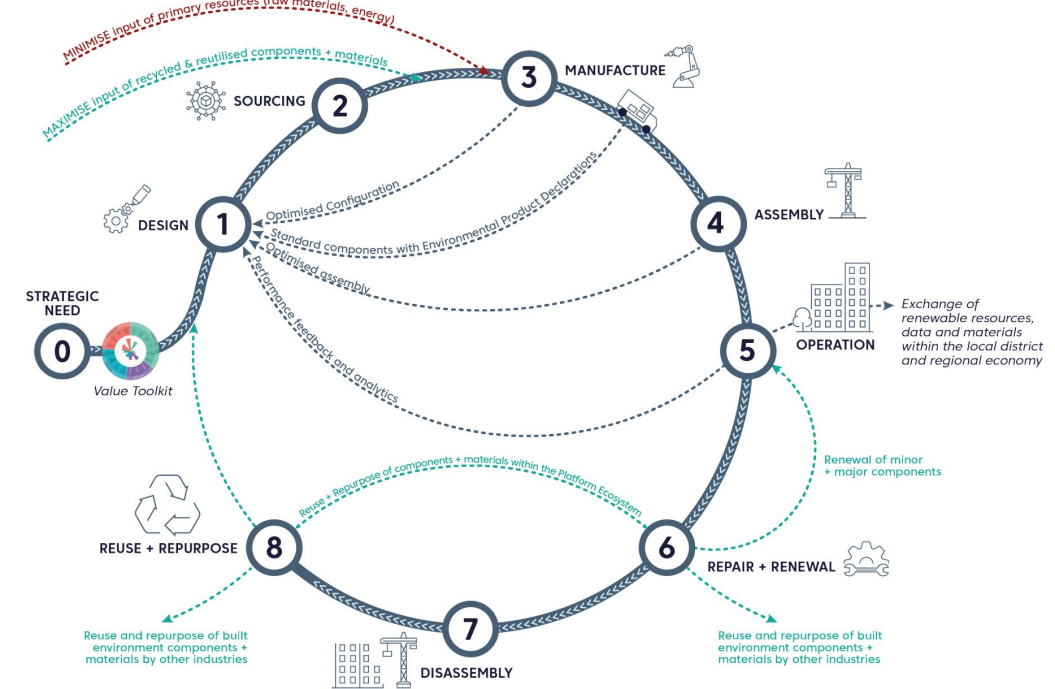 MINIMISE input of primary resources (raw materials, energy)
MAXIMISE input of recycled & reutilised components + materials
3
MANUFACTURE
SOURCING
2
Optimised Configuration
Standard components with Environmental Product Declarations
Optimised assembly
Performance feedback and analytics
DESIGN
1
4
ASSEMBLY
STRATEGIC
NEED
0
Value Toolkit
5
OPERATION
Exchange of
renewable resources,
data and materials
within the local district
and regional economy
Renewal of minor
+ major components
Reuse + Repurpose of components + materials within the Platform Ecosystem
REUSE + REPURPOSE
8
6
REPAIR + RENEWAL
7
DISASSEMBLY
Reuse and repurpose of built
environment components +
materials by other industries
Reuse and repurpose of built
environment components +
materials by other industries